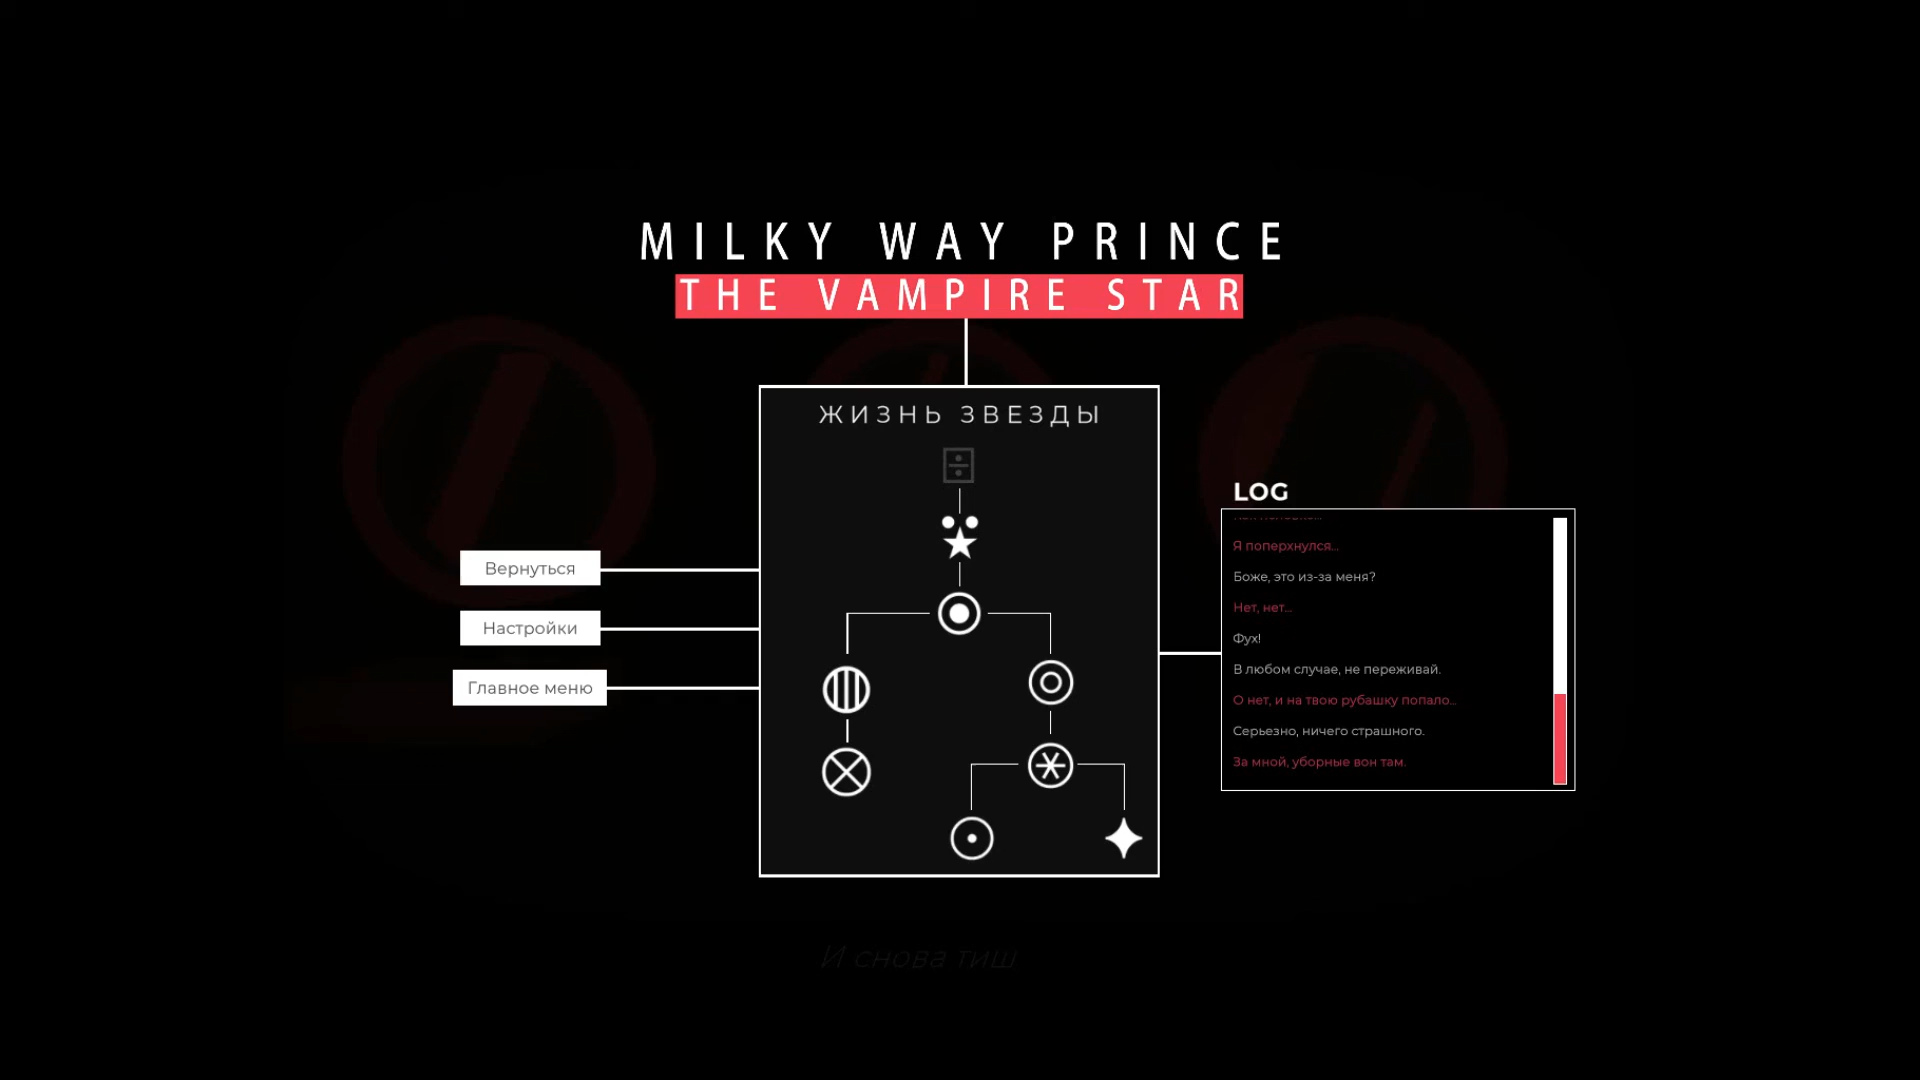 MILKY WAY PRINCE
THE VAMPIRE STAR
ЖИЗНЬ ЗВЕЗДЫ
Вернуться
Настройки
Главное меню
LOG
Я поперхнулся...
Боже, это из-за меня?
Нет, нет...
Фух!
В любом случае, не переживай.
О нет, и на твою рубашку попало...
Серьезно, ничего страшного.
За мной, уборные вон там.
И снова тиш